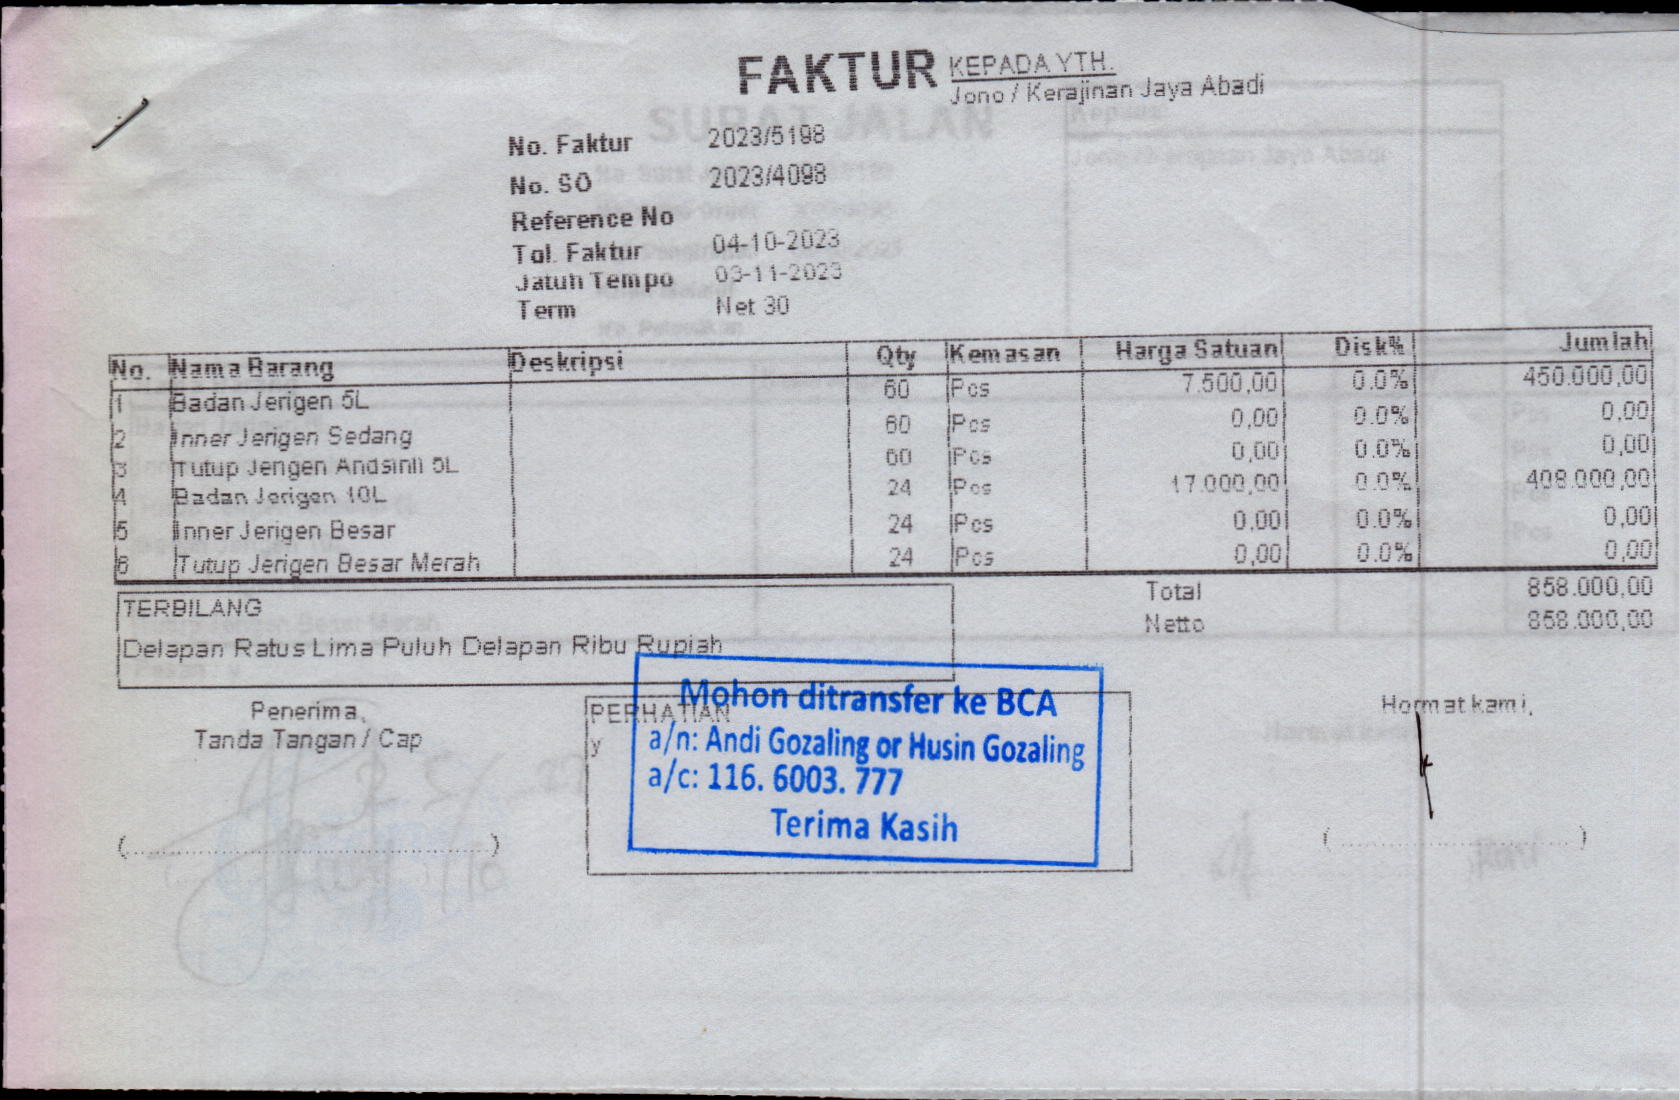 FAKTUR
KEPADA YTH.
Jono / Kerajinan Jaya Abadi
No. Faktur 2023/5198
No. SO 2023/4098
Reference No
Tgl. Faktur 04-10-2023
Jatuh Tempo 03-11-2023
Term Net 30
No. Nama Barang Deskripsi Qty Kemasan Harga Satuan Disk% Jumlah
1 Badan Jerigen 5L 60 Pcs 7.500,00 0.0% 450.000,00
2 Inner Jerigen Sedang 60 Pcs 0,00 0.0% 0,00
3 Tutup Jerigen 5L 60 Pcs 0,00 0.0% 0,00
4 Badan Jerigen 10L 24 Pcs 17.000,00 0.0% 408.000,00
5 Inner Jerigen Besar 24 Pcs 0,00 0.0% 0,00
6 Tutup Jerigen Besar Merah 24 Pcs 0,00 0.0% 0,00
Total 858.000,00
Netto 858.000,00
TERBILANG
Delapan Ratus Lima Puluh Delapan Ribu Rupiah
Penerima,
Tanda Tangan / Cap
PERHATIAN
y
Mohon ditransfer ke BCA
a/n: Andi Gozaling or Husin Gozaling
a/c: 116. 6003. 777
Terima Kasih
Hormat kami,
SURAT JALAN
Kepada
Jono / Kerajinan Jaya Abadi